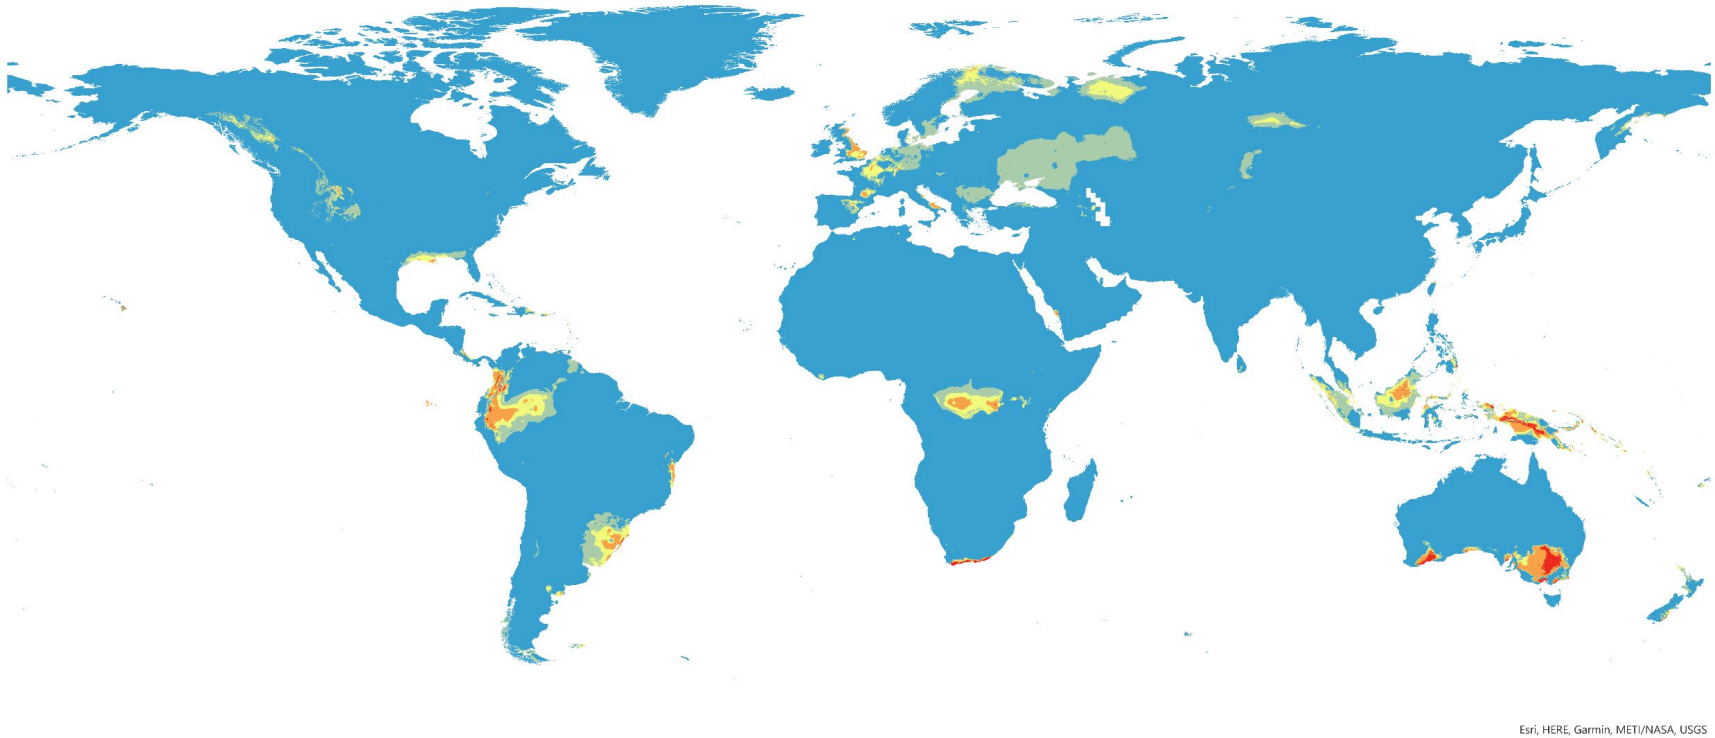 Esri, HERE, Garmin, METI/NASA, USGS